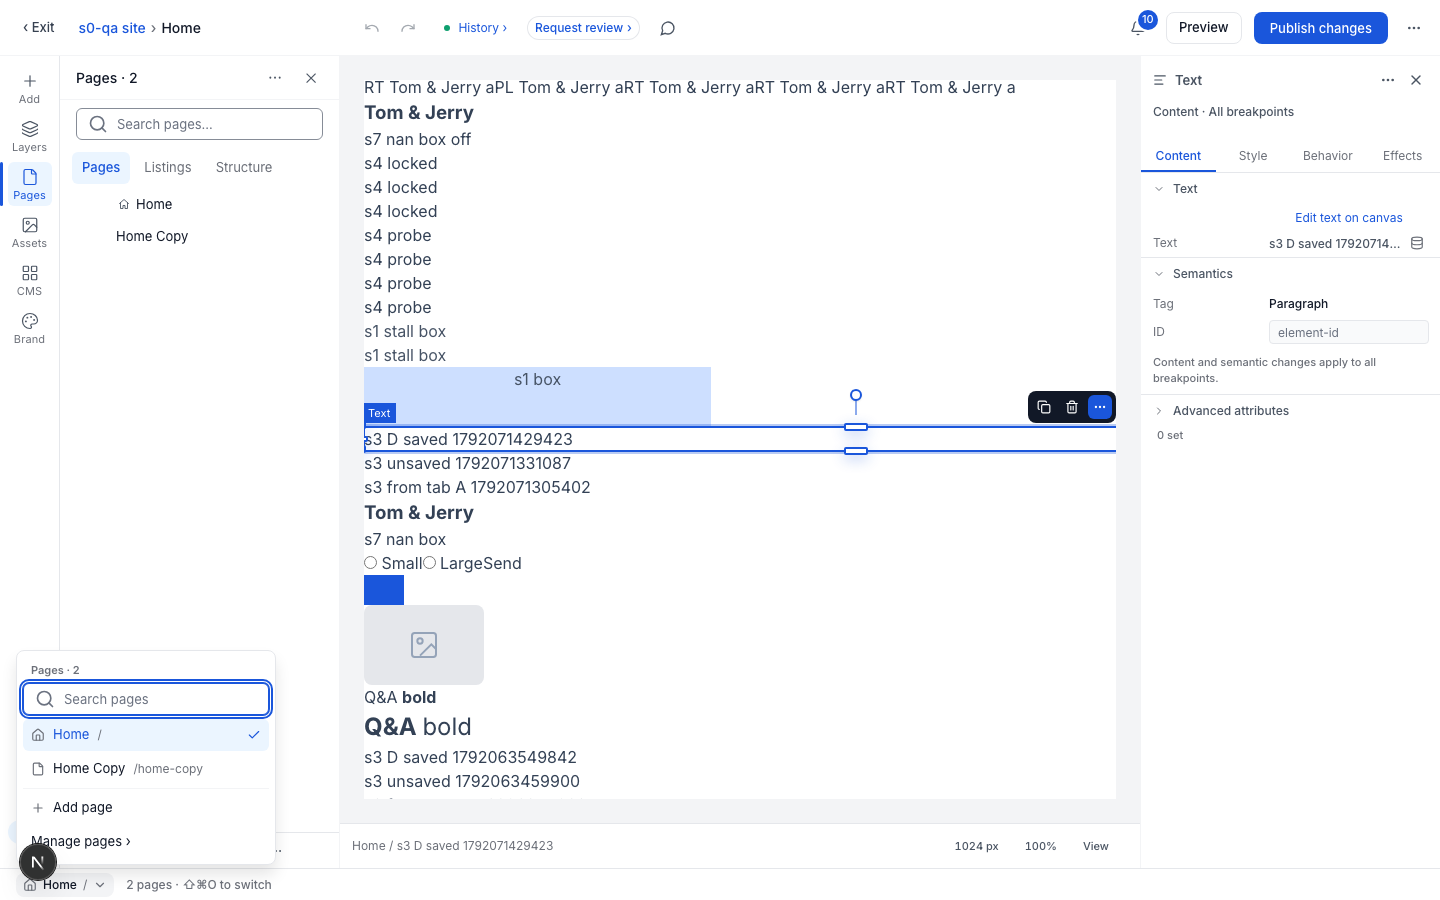 ‹ Exit
s0-qa site › Home
History ›
Request review ›
10
Preview
Publish changes
Add
Layers
Pages
Assets
CMS
Brand
Pages · 2
Search pages...
Pages
Listings
Structure
Home
Home Copy
RT Tom & Jerry aPL Tom & Jerry aRT Tom & Jerry aRT Tom & Jerry aRT Tom & Jerry a
Tom & Jerry
s7 nan box off
s4 locked
s4 locked
s4 locked
s4 probe
s4 probe
s4 probe
s4 probe
s1 stall box
s1 stall box
s1 box
Text
s3 D saved 1792071429423
s3 unsaved 1792071331087
s3 from tab A 1792071305402
Tom & Jerry
s7 nan box
Small LargeSend
Q&A bold
Q&A bold
s3 D saved 1792063549842
s3 unsaved 1792063459900
Home / s3 D saved 1792071429423
1024 px
100%
View
Text
Content · All breakpoints
Content
Style
Behavior
Effects
Text
Edit text on canvas
Text
s3 D saved 17920714...
Semantics
Tag
Paragraph
ID
element-id
Content and semantic changes apply to all
breakpoints.
Advanced attributes
0 set
Pages · 2
Search pages
Home /
Home Copy /home-copy
Add page
Manage pages ›
N
Home /
2 pages · ⇧⌘O to switch